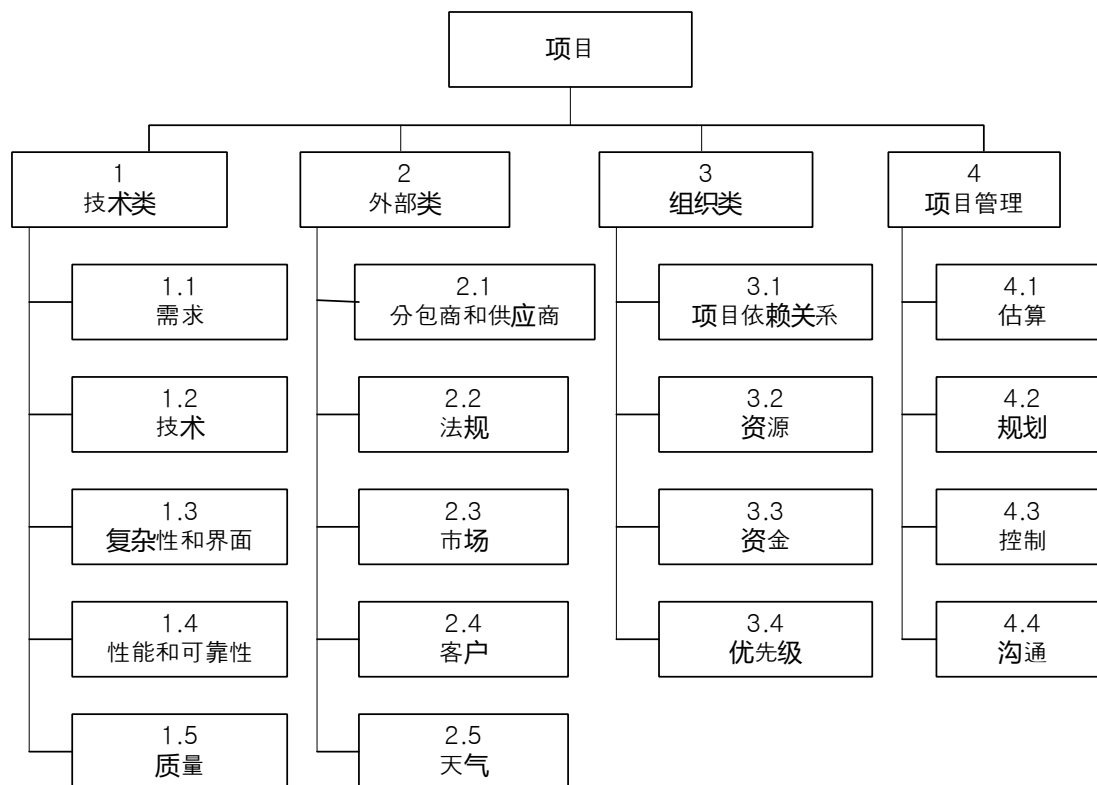 项目
1
技术类
2
外部类
3
组织类
4
项目管理
1.1
需求
2.1
分包商和供应商
3.1
项目依赖关系
4.1
估算
1.2
技术
2.2
法规
3.2
资源
4.2
规划
1.3
复杂性和界面
2.3
市场
3.3
资金
4.3
控制
1.4
性能和可靠性
2.4
客户
3.4
优先级
4.4
沟通
1.5
质量
2.5
天气